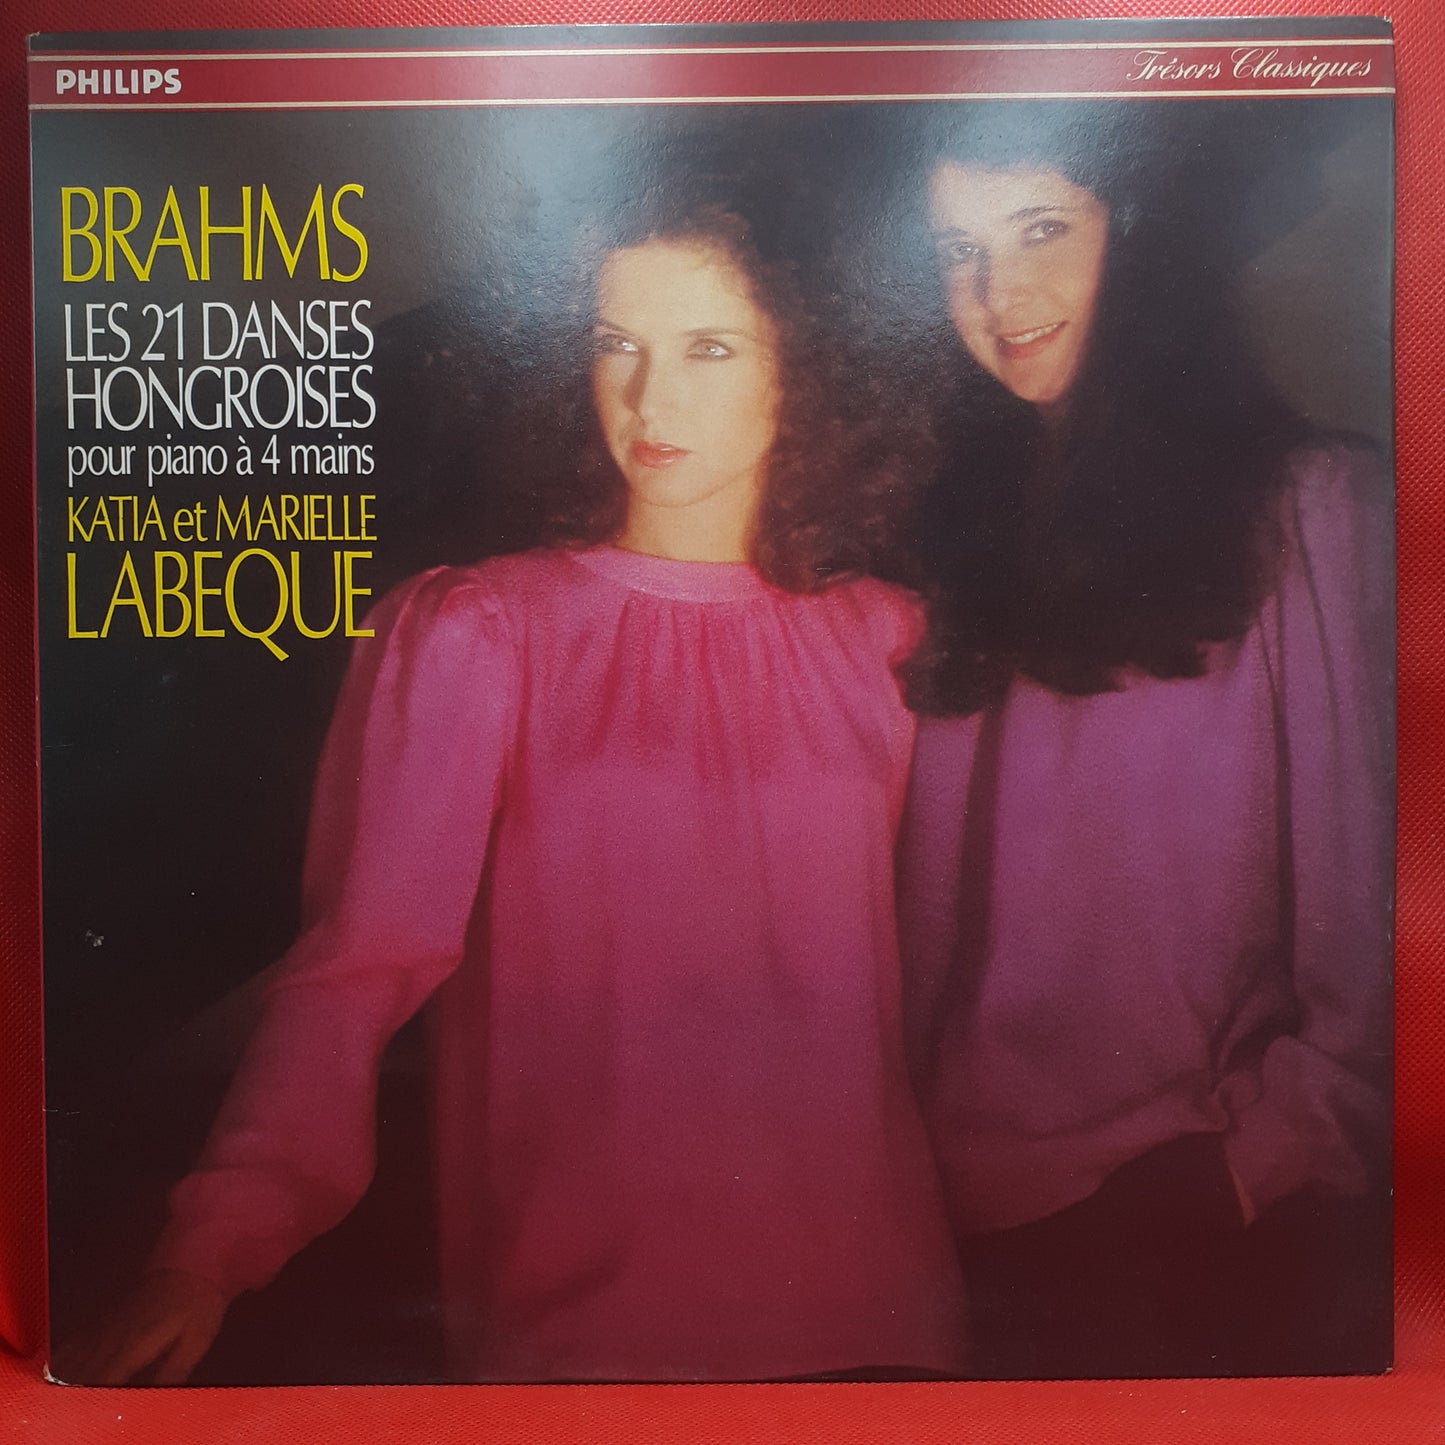 PHILIPS
Trésors Classiques
BRAHMS
LES 21 DANSES
HONGROISES
pour piano à 4 mains
KATIA et MARIELLE
LABEQUE